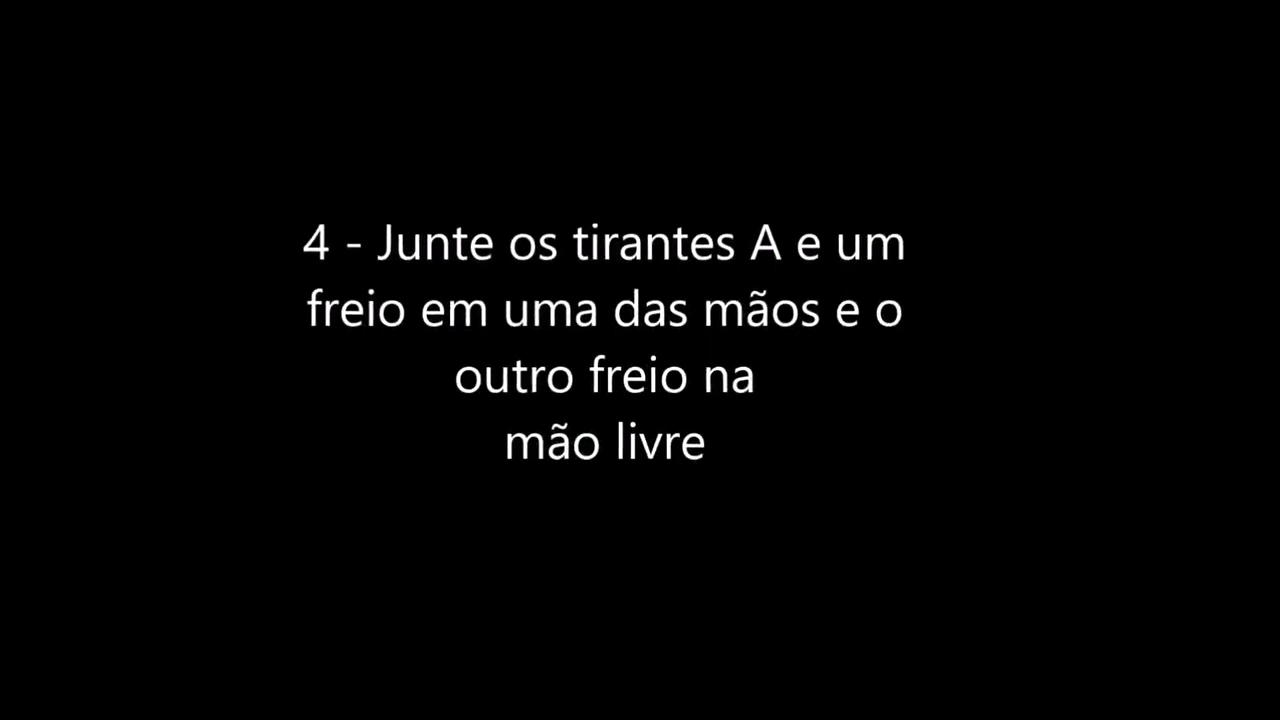 4 - Junte os tirantes A e um
freio em uma das mãos e o
outro freio na
mão livre